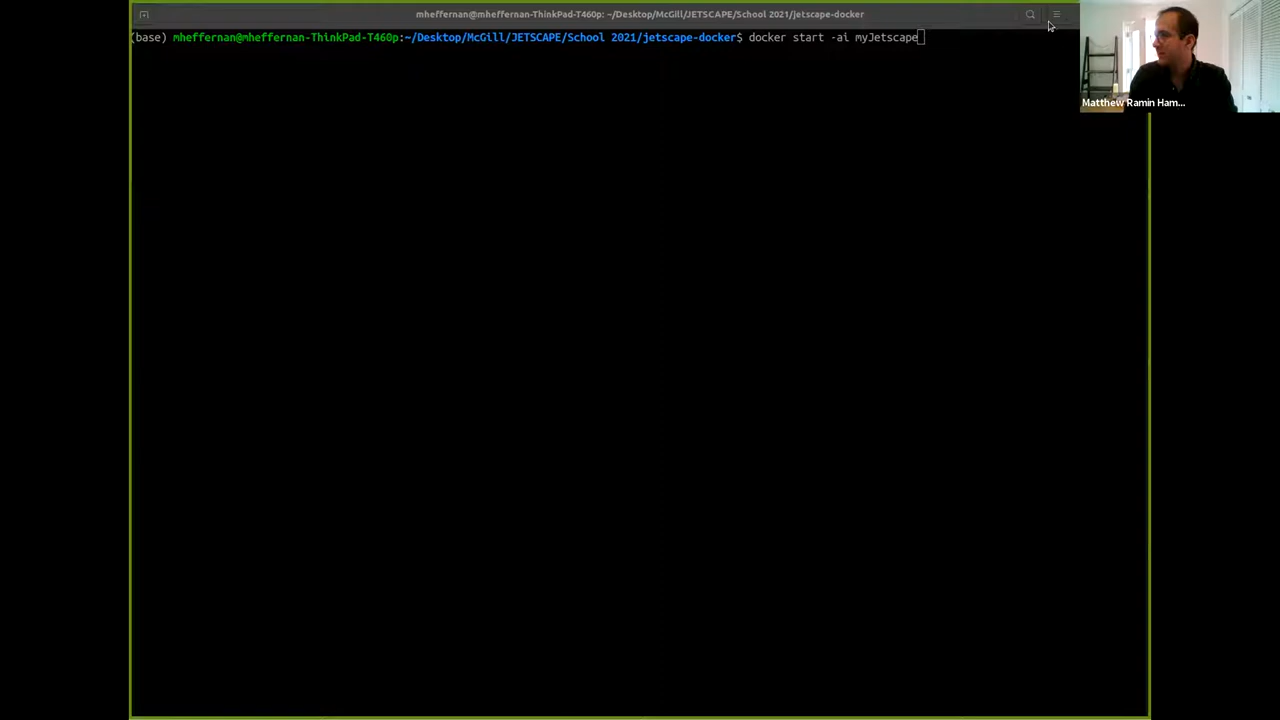 mheffernan@mheffernan-ThinkPad-T460p: ~/Desktop/McGill/JETSCAPE/School 2021/jetscape-docker
(base) mheffernan@mheffernan-ThinkPad-T460p:~/Desktop/McGill/JETSCAPE/School 2021/jetscape-docker$ docker start -ai myJetscape
Matthew Ramin Ham...